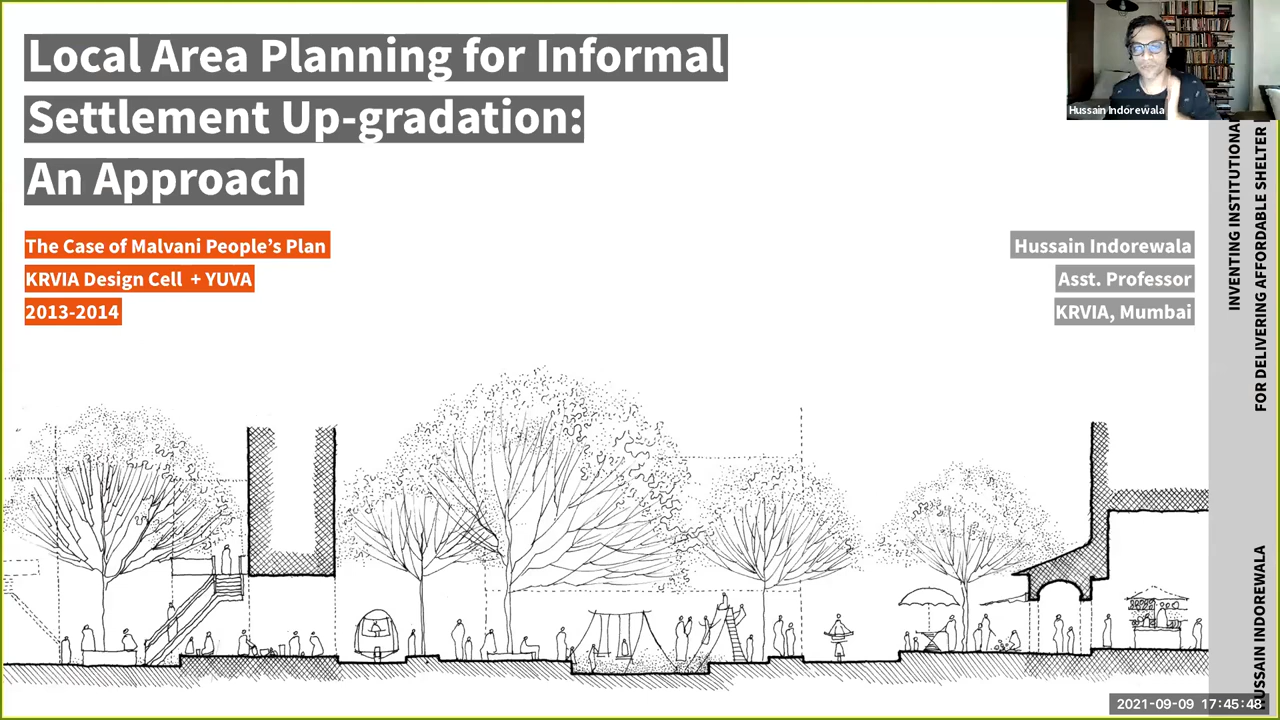 Local Area Planning for Informal
Settlement Up-gradation:
An Approach
The Case of Malvani People's Plan
KRVIA Design Cell + YUVA
2013-2014
Hussain Indorewala
Asst. Professor
KRVIA, Mumbai
Hussain Indorewala
INVENTING INSTITUTIONAL
FOR DELIVERING AFFORDABLE SHELTER
HUSSAIN INDOREWALA
2021-09-09 17:45:48